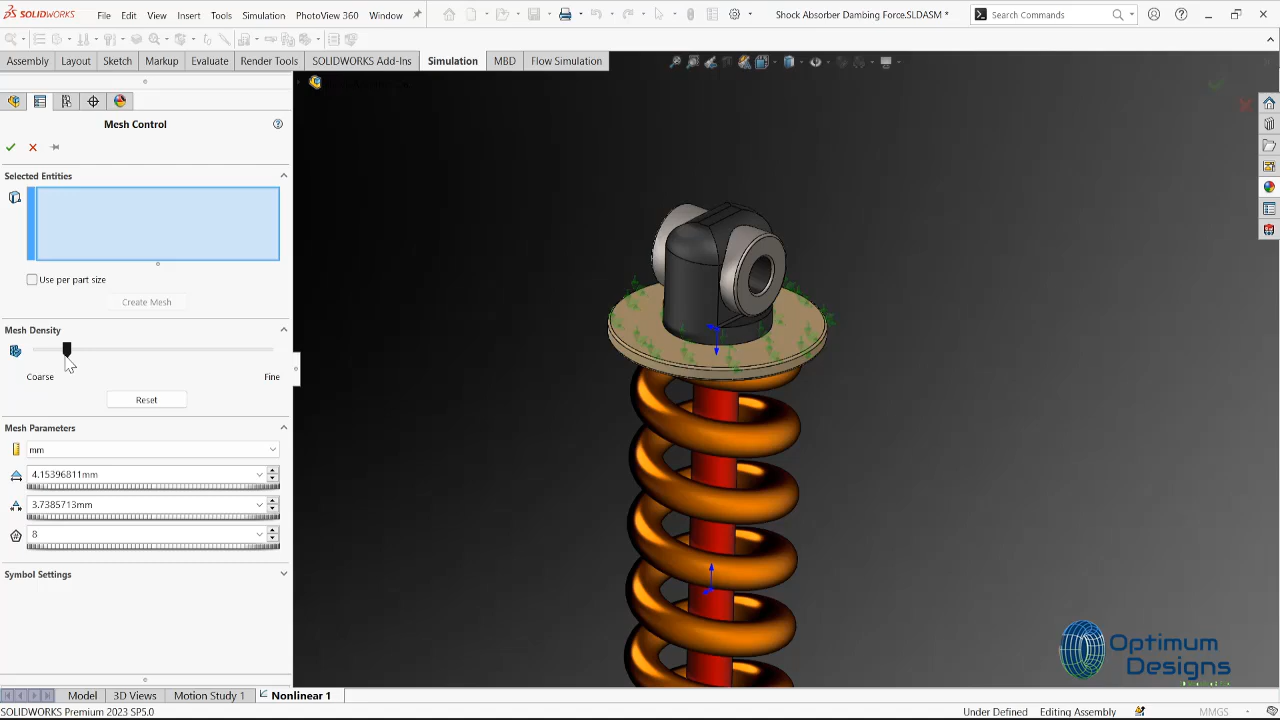 SOLIDWORKS File Edit View Insert Tools Simulation PhotoView 360 Window Shock Absorber Dambing Force.SLDASM * Search Commands
Assembly Layout Sketch Markup Evaluate Render Tools SOLIDWORKS Add-Ins Simulation MBD Flow Simulation
Mesh Control
Selected Entities
Use per part size
Create Mesh
Mesh Density
Coarse Fine
Reset
Mesh Parameters
mm
4.15396811mm
3.7385713mm
8
Symbol Settings
Optimum
Designs
Model 3D Views Motion Study 1 Nonlinear 1
SOLIDWORKS Premium 2023 SP5.0 Under Defined Editing Assembly MMGS